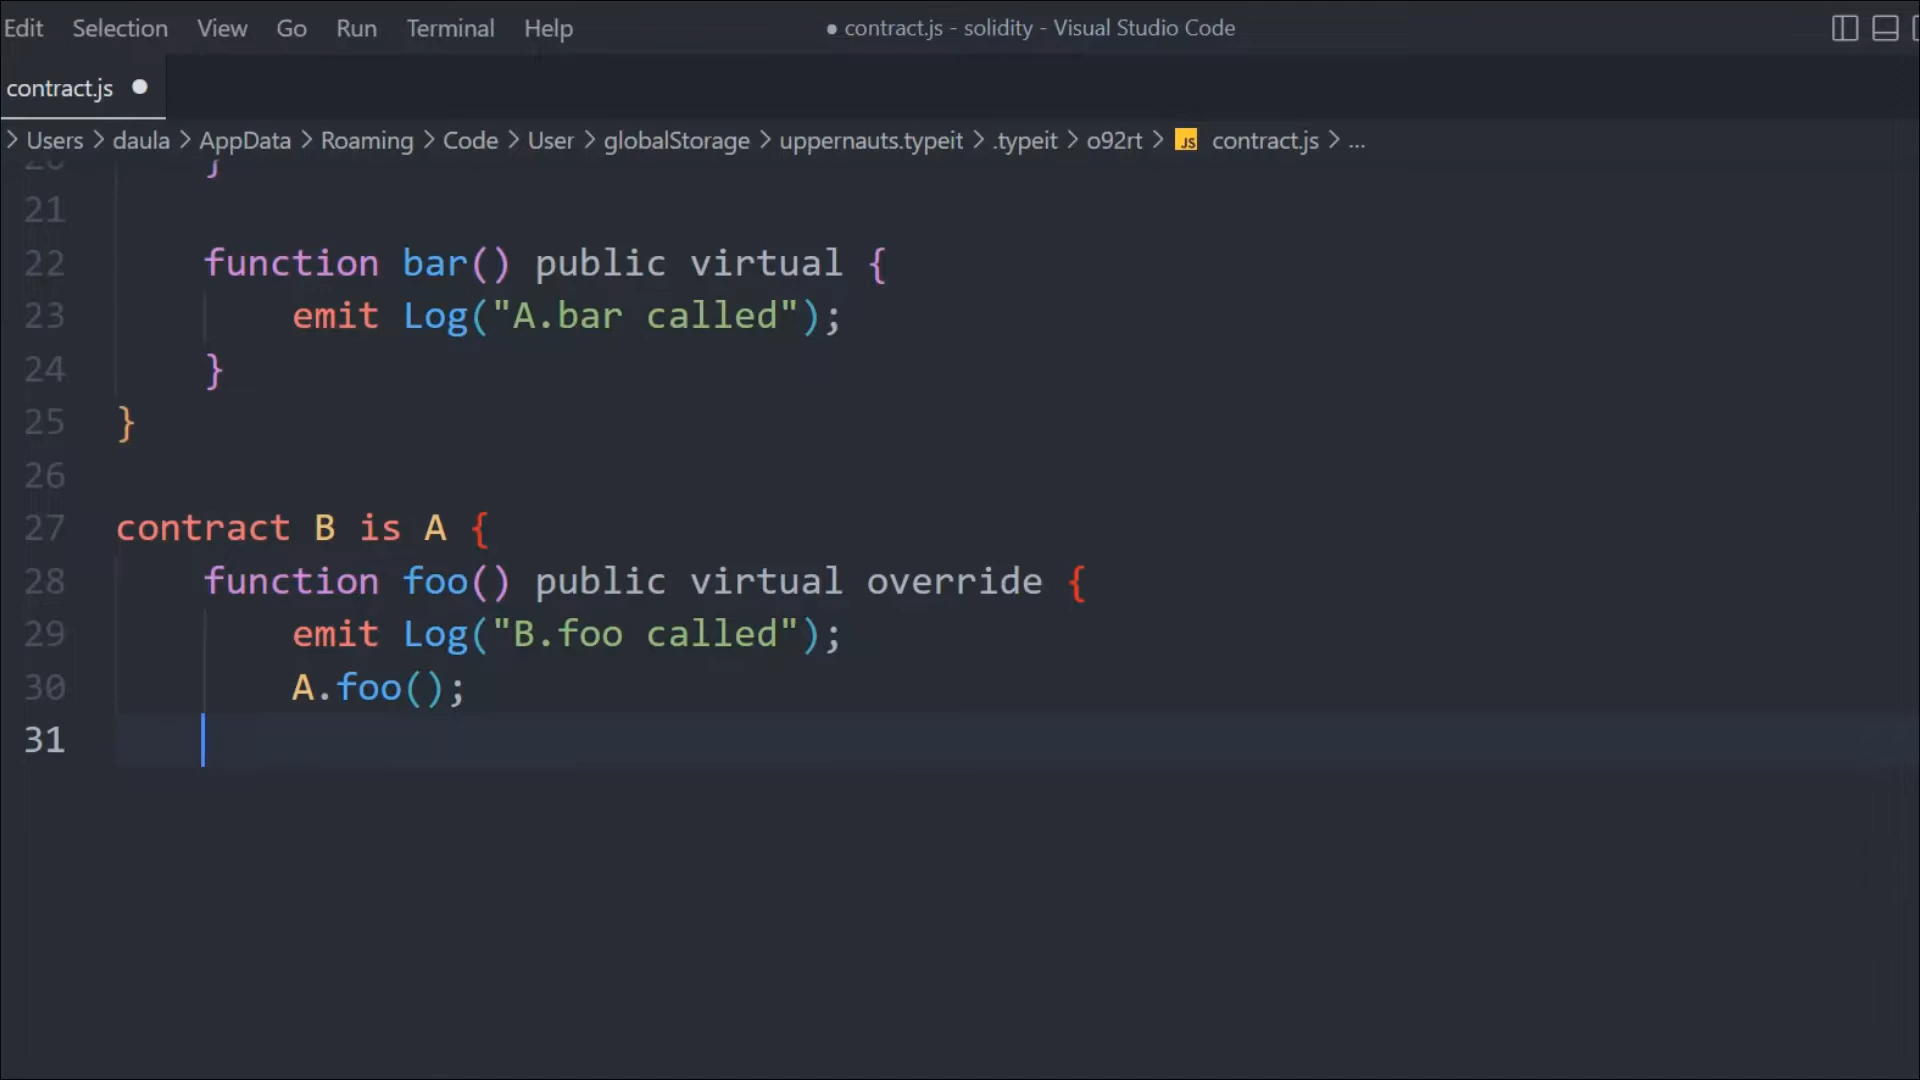 Edit Selection View Go Run Terminal Help ● contract.js - solidity - Visual Studio Code
contract.js ●
> Users > daula > AppData > Roaming > Code > User > globalStorage > uppernauts.typeit > .typeit > o92rt > JS contract.js > ...
20 }
21
22 function bar() public virtual {
23 emit Log("A.bar called");
24 }
25 }
26
27 contract B is A {
28 function foo() public virtual override {
29 emit Log("B.foo called");
30 A.foo();
31